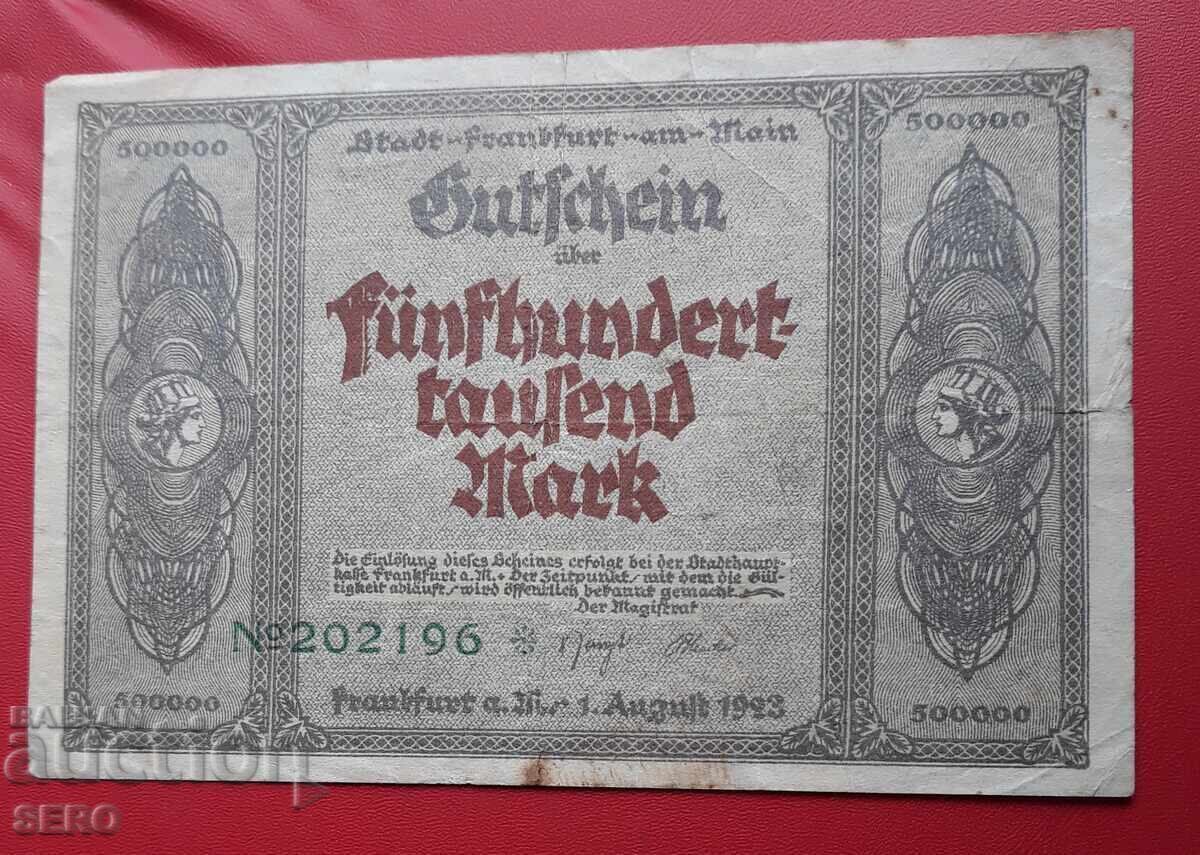 500000
500000
Stadt-Frankfurt-am-Main
Gutschein
über
Fünfhundert-
tausend
Mark
Die Einlösung dieses Scheines erfolgt bei der Stadthaupt-
kasse Frankfurt a.M. Der Zeitpunkt, mit dem die Gül-
tigkeit abläuft, wird öffentlich bekannt gemacht
Der Magistrat
No 202196
Frankfurt a. M., 1. August 1923
500000
500000
BALKAN
auction
SERO